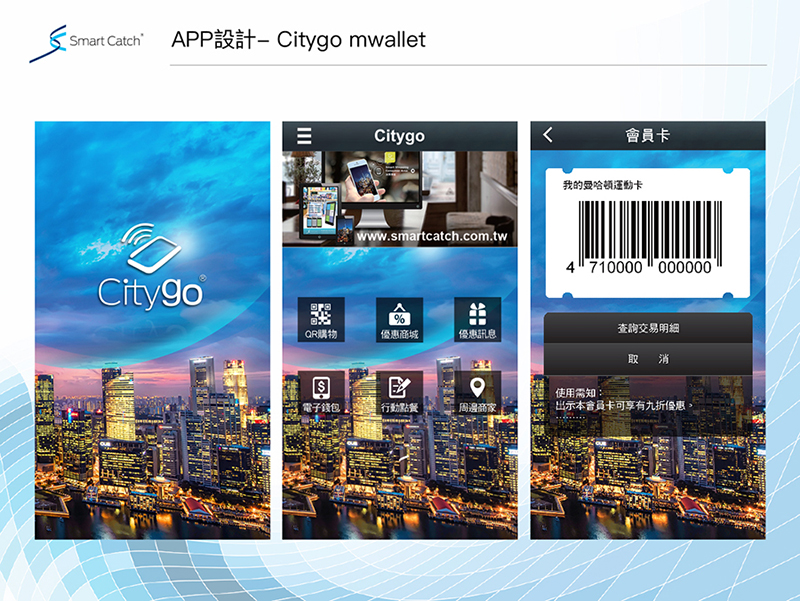 Smart Catch®
APP設計– Citygo mwallet
Citygo®
Citygo
www.smartcatch.com.tw
QR購物
優惠商城
優惠訊息
電子錢包
行動點餐
周邊商家
會員卡
我的曼哈頓運動卡
4 710000 000000
查詢交易明細
取 消
使用需知：
出示本會員卡可享有九折優惠。